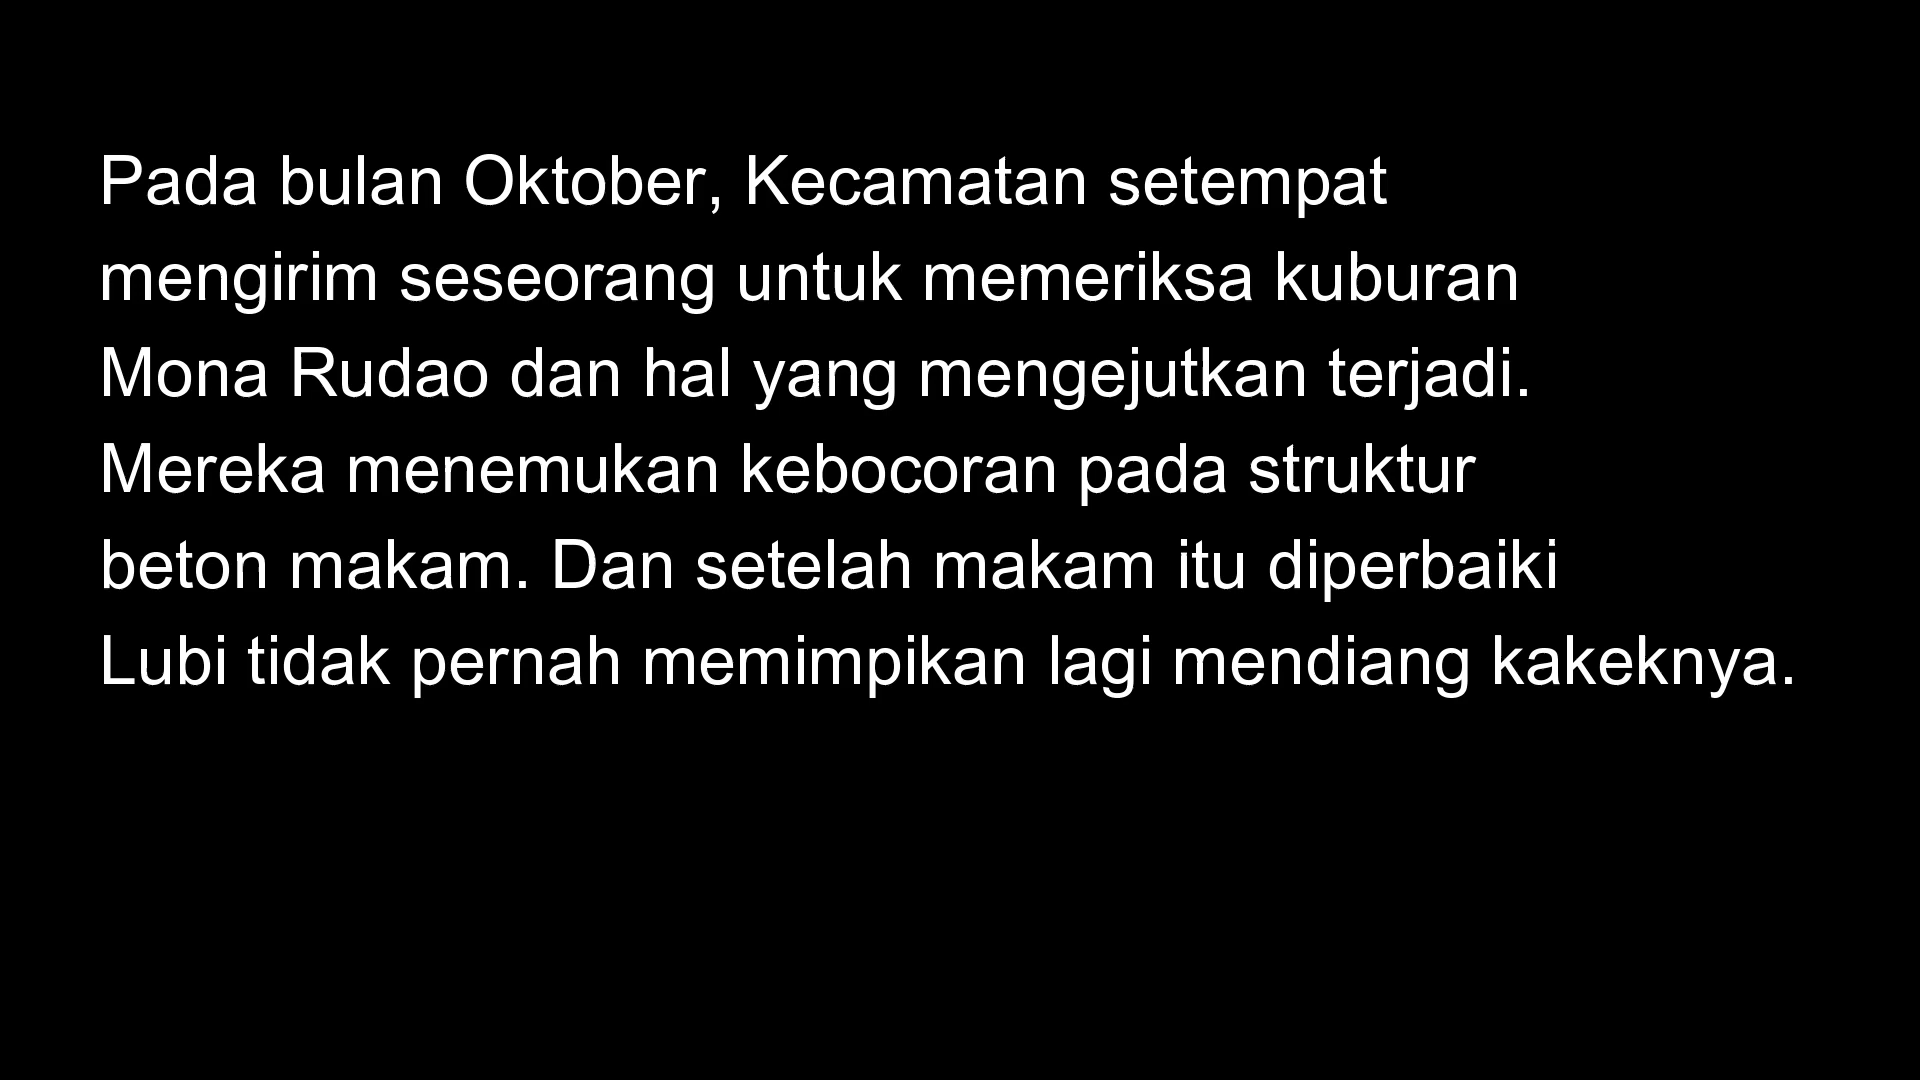 Pada bulan Oktober, Kecamatan setempat
mengirim seseorang untuk memeriksa kuburan
Mona Rudao dan hal yang mengejutkan terjadi.
Mereka menemukan kebocoran pada struktur
beton makam. Dan setelah makam itu diperbaiki
Lubi tidak pernah memimpikan lagi mendiang kakeknya.